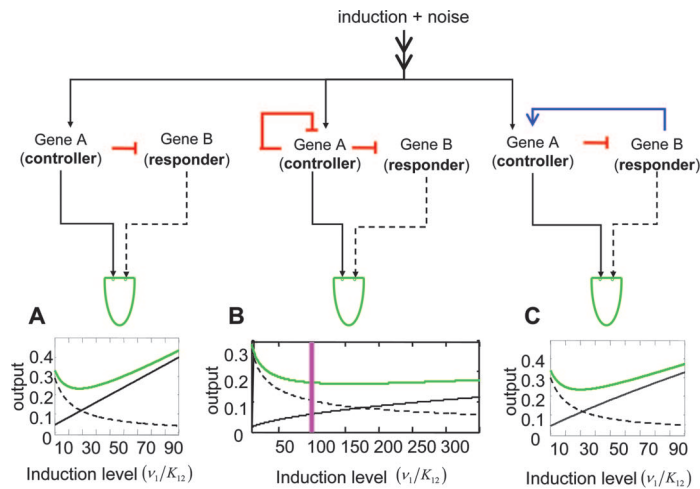 induction + noise
Gene A
(controller)
Gene B
(responder)
Gene A
(controller)
Gene B
(responder)
Gene A
(controller)
Gene B
(responder)
A
B
C
output
0.4
0.3
0.2
0.1
0
10 30 50 70 90
Induction level (ν₁/K₁₂)
output
0.3
0.2
0.1
0
50 100 150 200 250 300
Induction level (ν₁/K₁₂)
0.4
0.3
0.2
0.1
0
10 30 50 70 90
Induction level (ν₁/K₁₂)